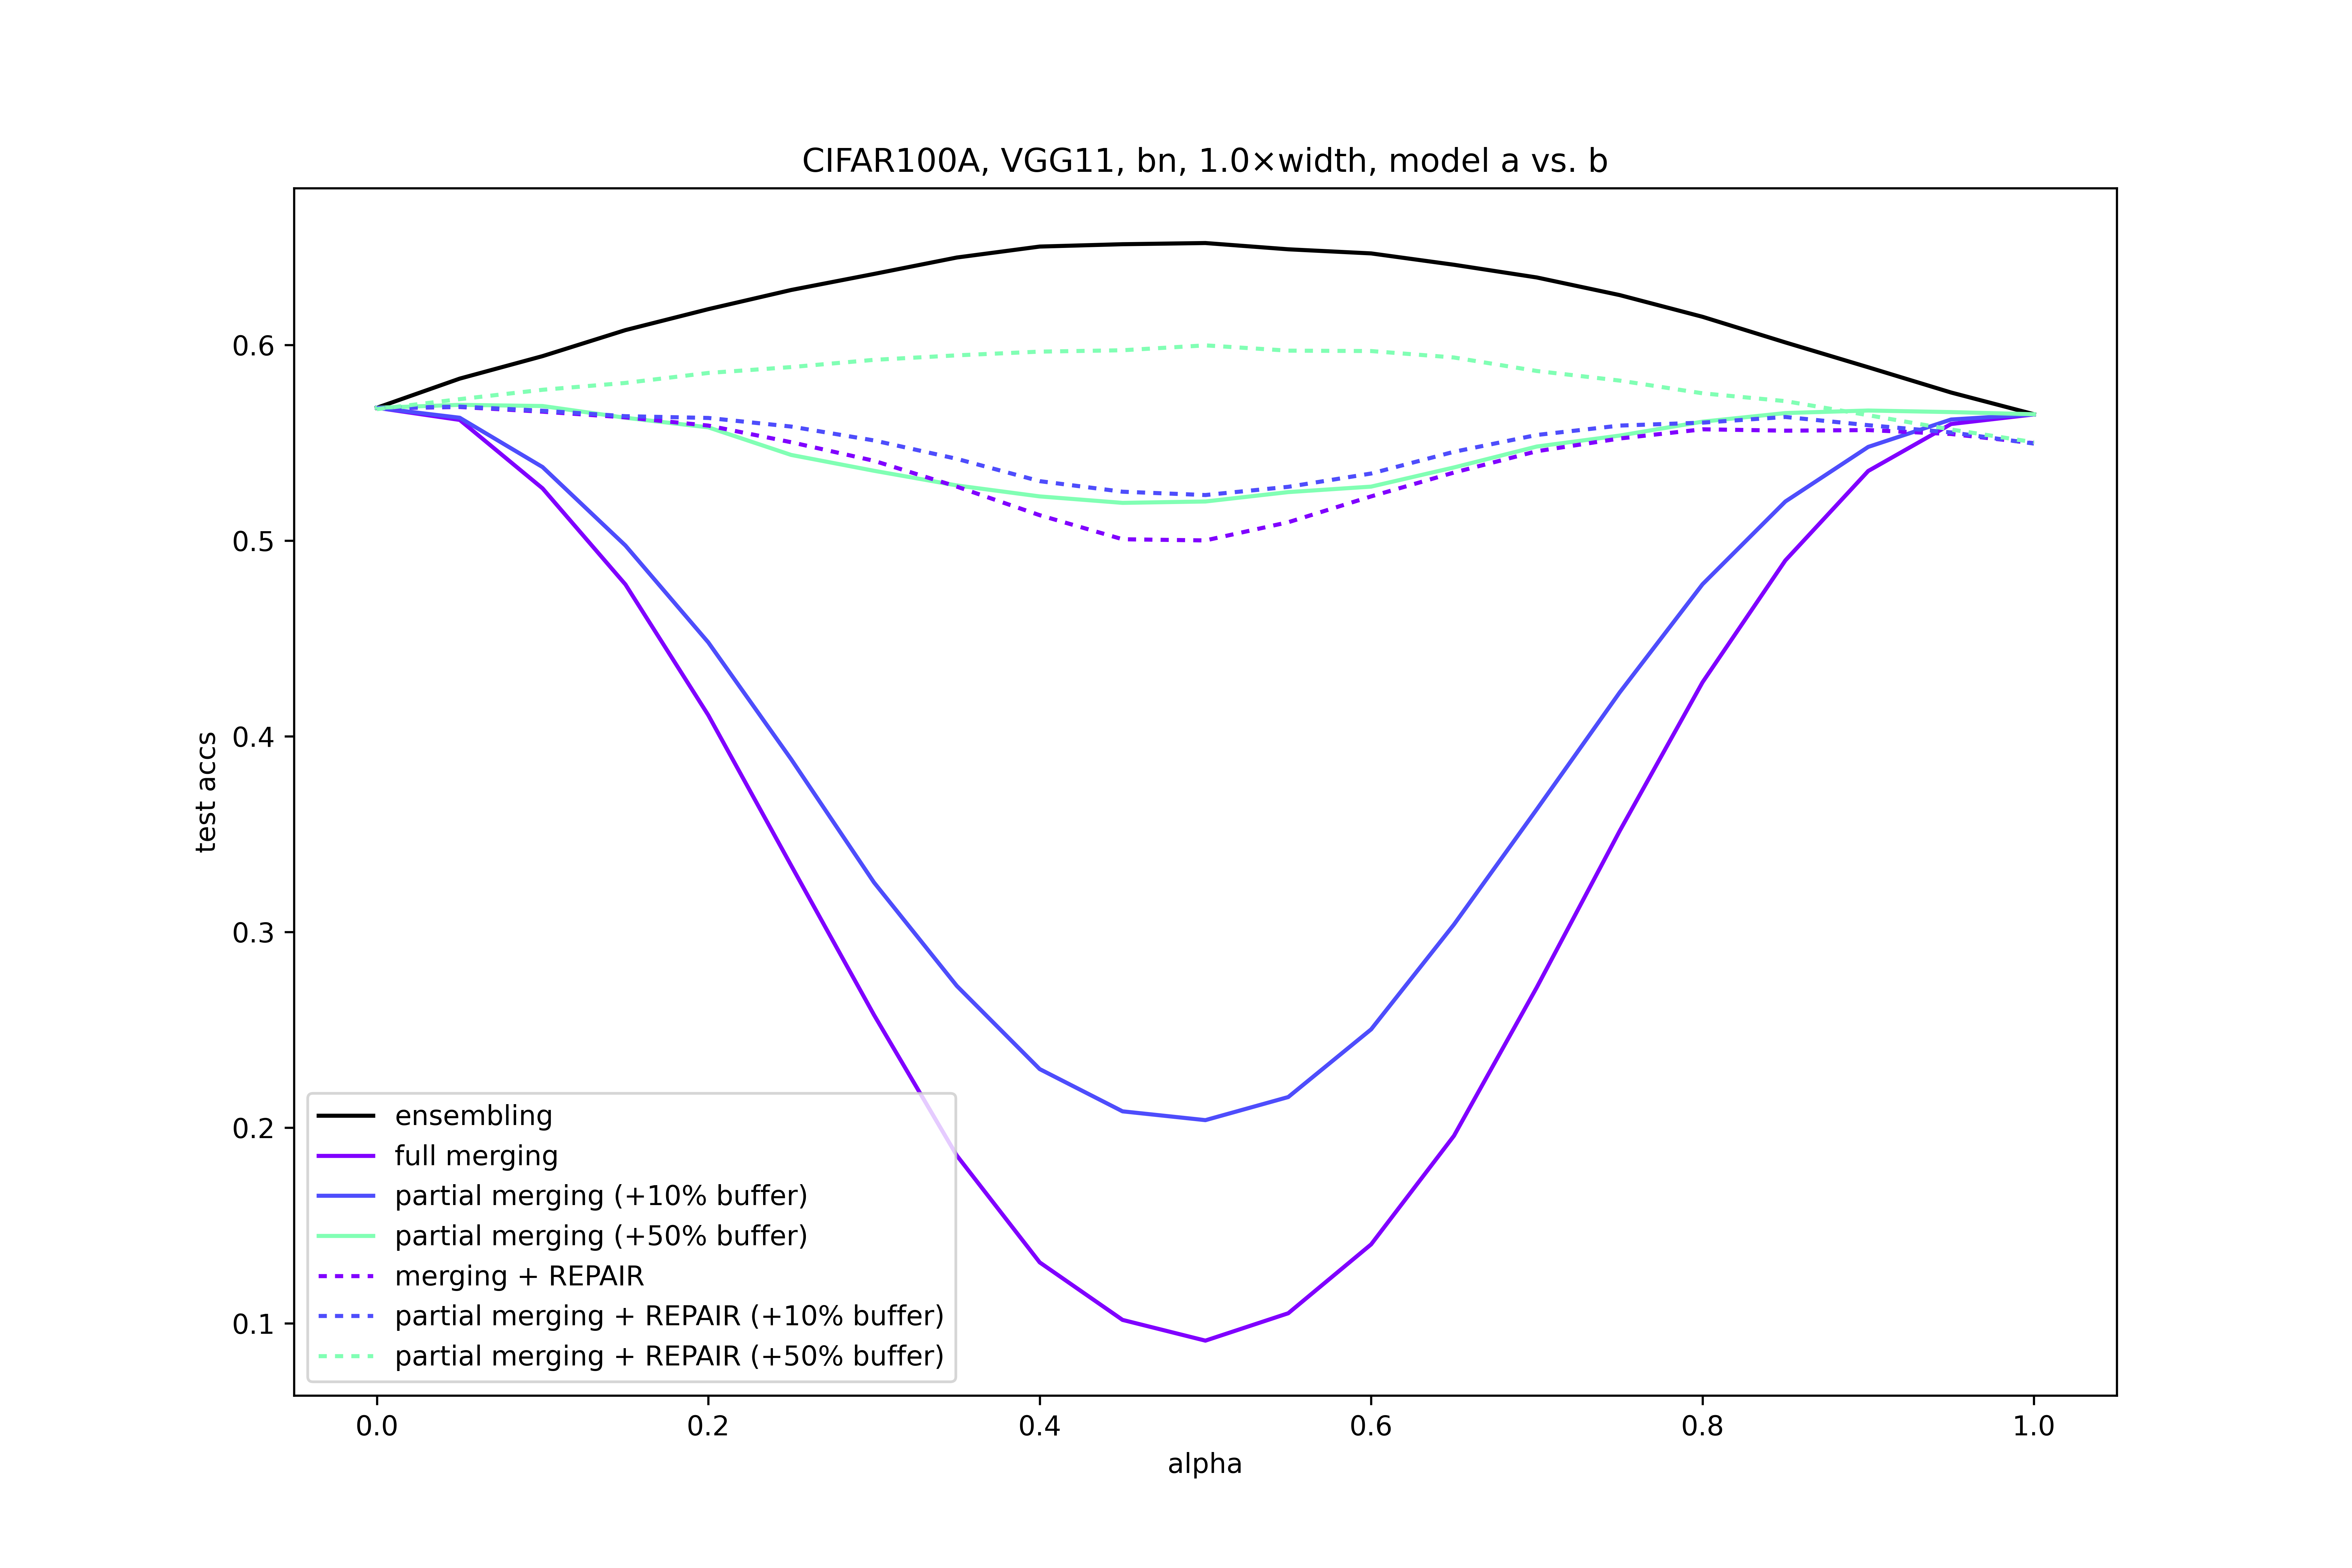 CIFAR100A, VGG11, bn, 1.0×width, model a vs. b
test accs
0.6
0.5
0.4
0.3
0.2
0.1
ensembling
full merging
partial merging (+10% buffer)
partial merging (+50% buffer)
merging + REPAIR
partial merging + REPAIR (+10% buffer)
partial merging + REPAIR (+50% buffer)
0.0 0.2 0.4 0.6 0.8 1.0
alpha